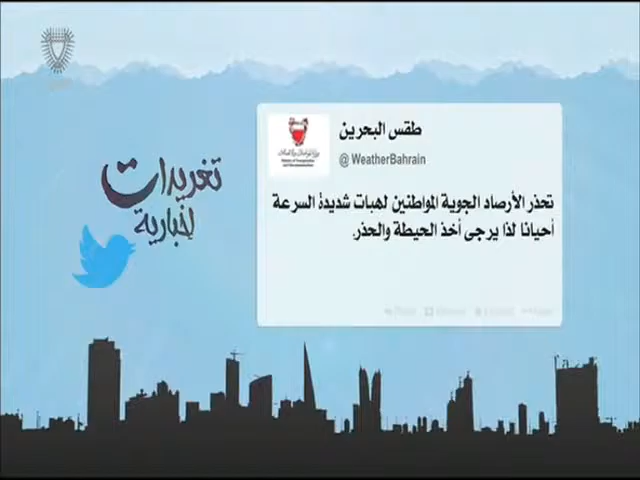 طقس البحرين
@WeatherBahrain
تغريدات
إخبارية
تحذر الأرصاد الجوية المواطنين لهبات شديدة السرعة
أحيانا لذا يرجى أخذ الحيطة والحذر.